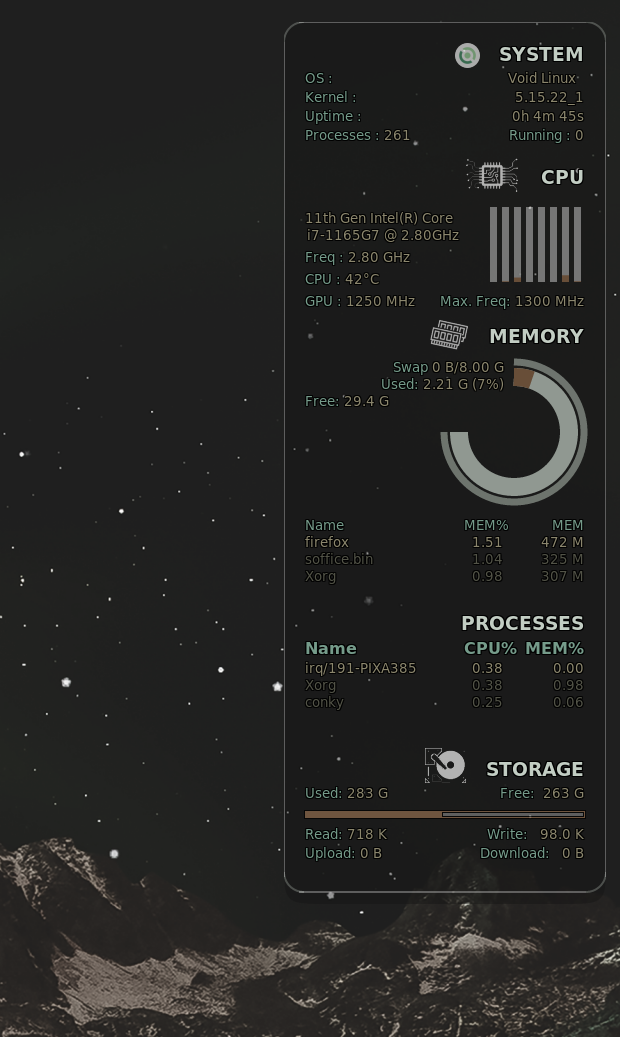 SYSTEM
OS : Void Linux
Kernel : 5.15.22_1
Uptime : 0h 4m 45s
Processes : 261 Running : 0
CPU
11th Gen Intel(R) Core
i7-1165G7 @ 2.80GHz
Freq : 2.80 GHz
CPU : 42°C
GPU : 1250 MHz Max. Freq: 1300 MHz
MEMORY
Swap 0 B/8.00 G
Used: 2.21 G (7%)
Free: 29.4 G
Name MEM% MEM
firefox 1.51 472 M
soffice.bin 1.04 325 M
Xorg 0.98 307 M
PROCESSES
Name CPU% MEM%
irq/191-PIXA385 0.38 0.00
Xorg 0.38 0.98
conky 0.25 0.06
STORAGE
Used: 283 G Free: 263 G
Read: 718 K Write: 98.0 K
Upload: 0 B Download: 0 B